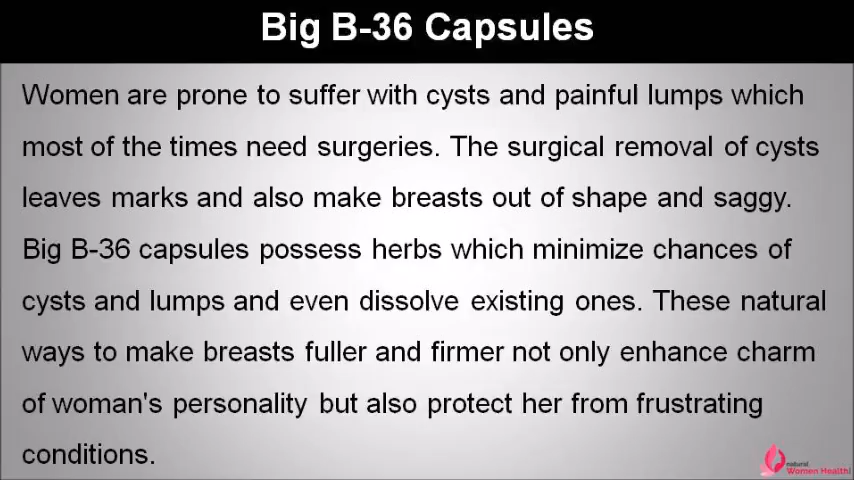 Big B-36 Capsules
Women are prone to suffer with cysts and painful lumps which
most of the times need surgeries. The surgical removal of cysts
leaves marks and also make breasts out of shape and saggy.
Big B-36 capsules possess herbs which minimize chances of
cysts and lumps and even dissolve existing ones. These natural
ways to make breasts fuller and firmer not only enhance charm
of woman's personality but also protect her from frustrating
conditions.
natural
Women Health